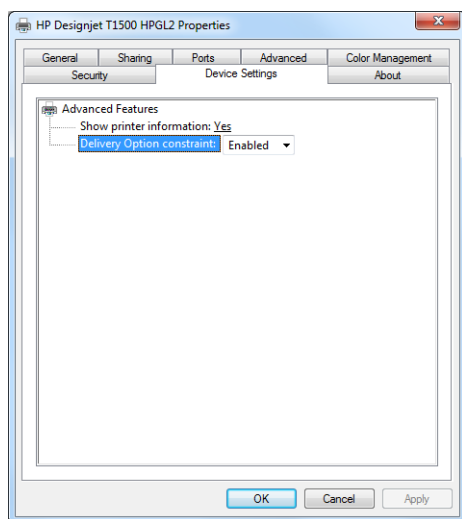 HP Designjet T1500 HPGL2 Properties
General Sharing Ports Advanced Color Management
Security Device Settings About
Advanced Features
Show printer information: Yes
Delivery Option constraint: Enabled
OK Cancel Apply